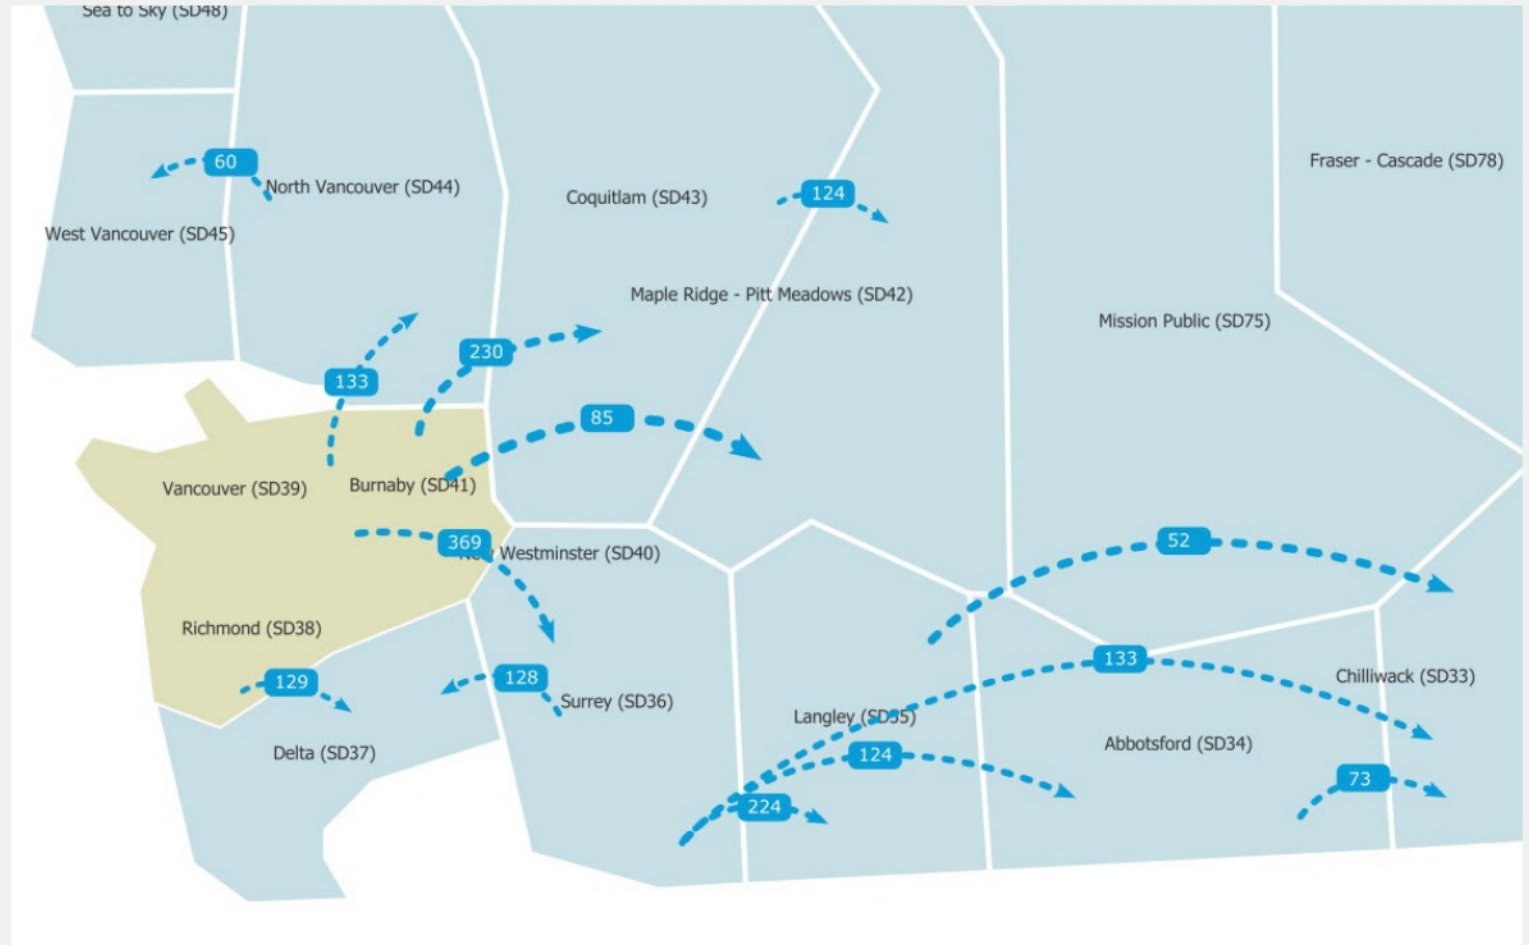 Sea to Sky (SD48)
Fraser - Cascade (SD78)
60
North Vancouver (SD44)
Coquitlam (SD43)
124
West Vancouver (SD45)
Maple Ridge - Pitt Meadows (SD42)
Mission Public (SD75)
230
133
85
Vancouver (SD39)
Burnaby (SD41)
369
New Westminster (SD40)
52
Richmond (SD38)
133
129
128
Surrey (SD36)
Chilliwack (SD33)
Langley (SD35)
Delta (SD37)
124
Abbotsford (SD34)
224
73